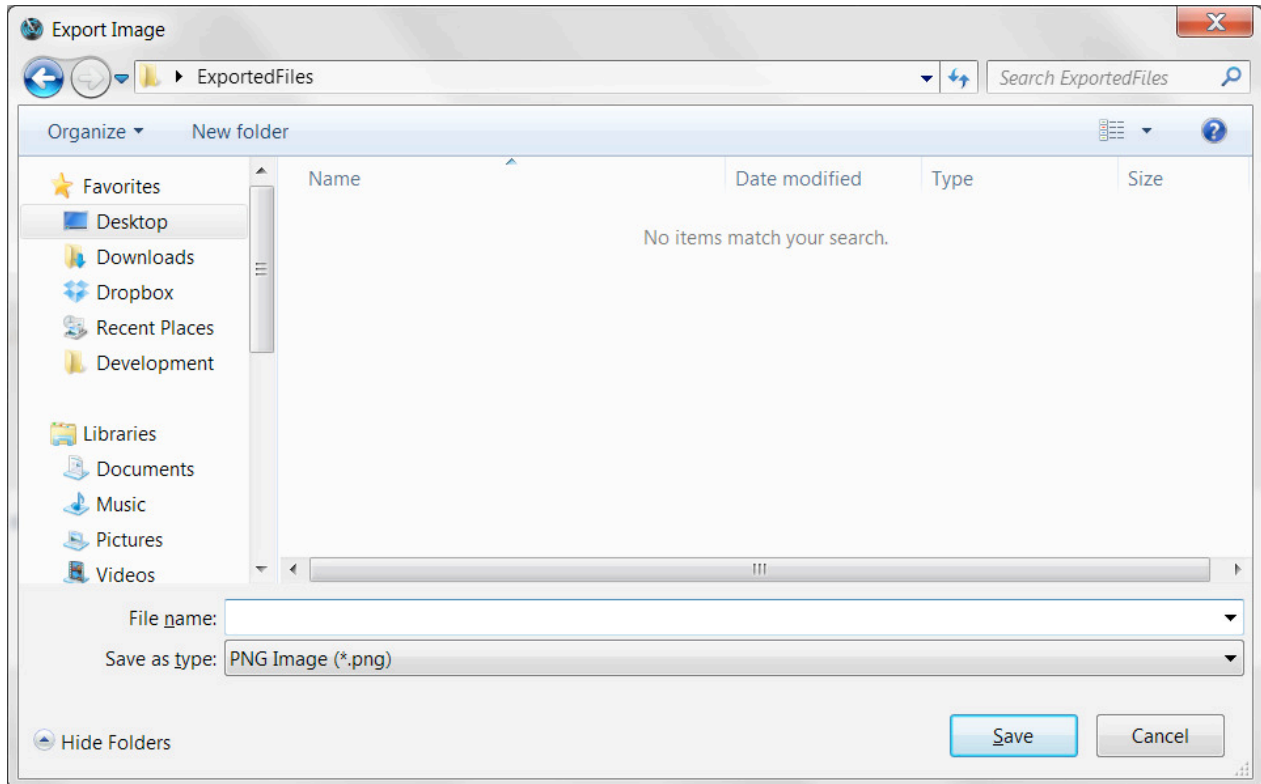 Export Image
ExportedFiles
Search ExportedFiles
Organize
New folder
Name
Date modified
Type
Size
No items match your search.
Favorites
Desktop
Downloads
Dropbox
Recent Places
Development
Libraries
Documents
Music
Pictures
Videos
File name:
Save as type: PNG Image (*.png)
Hide Folders
Save
Cancel